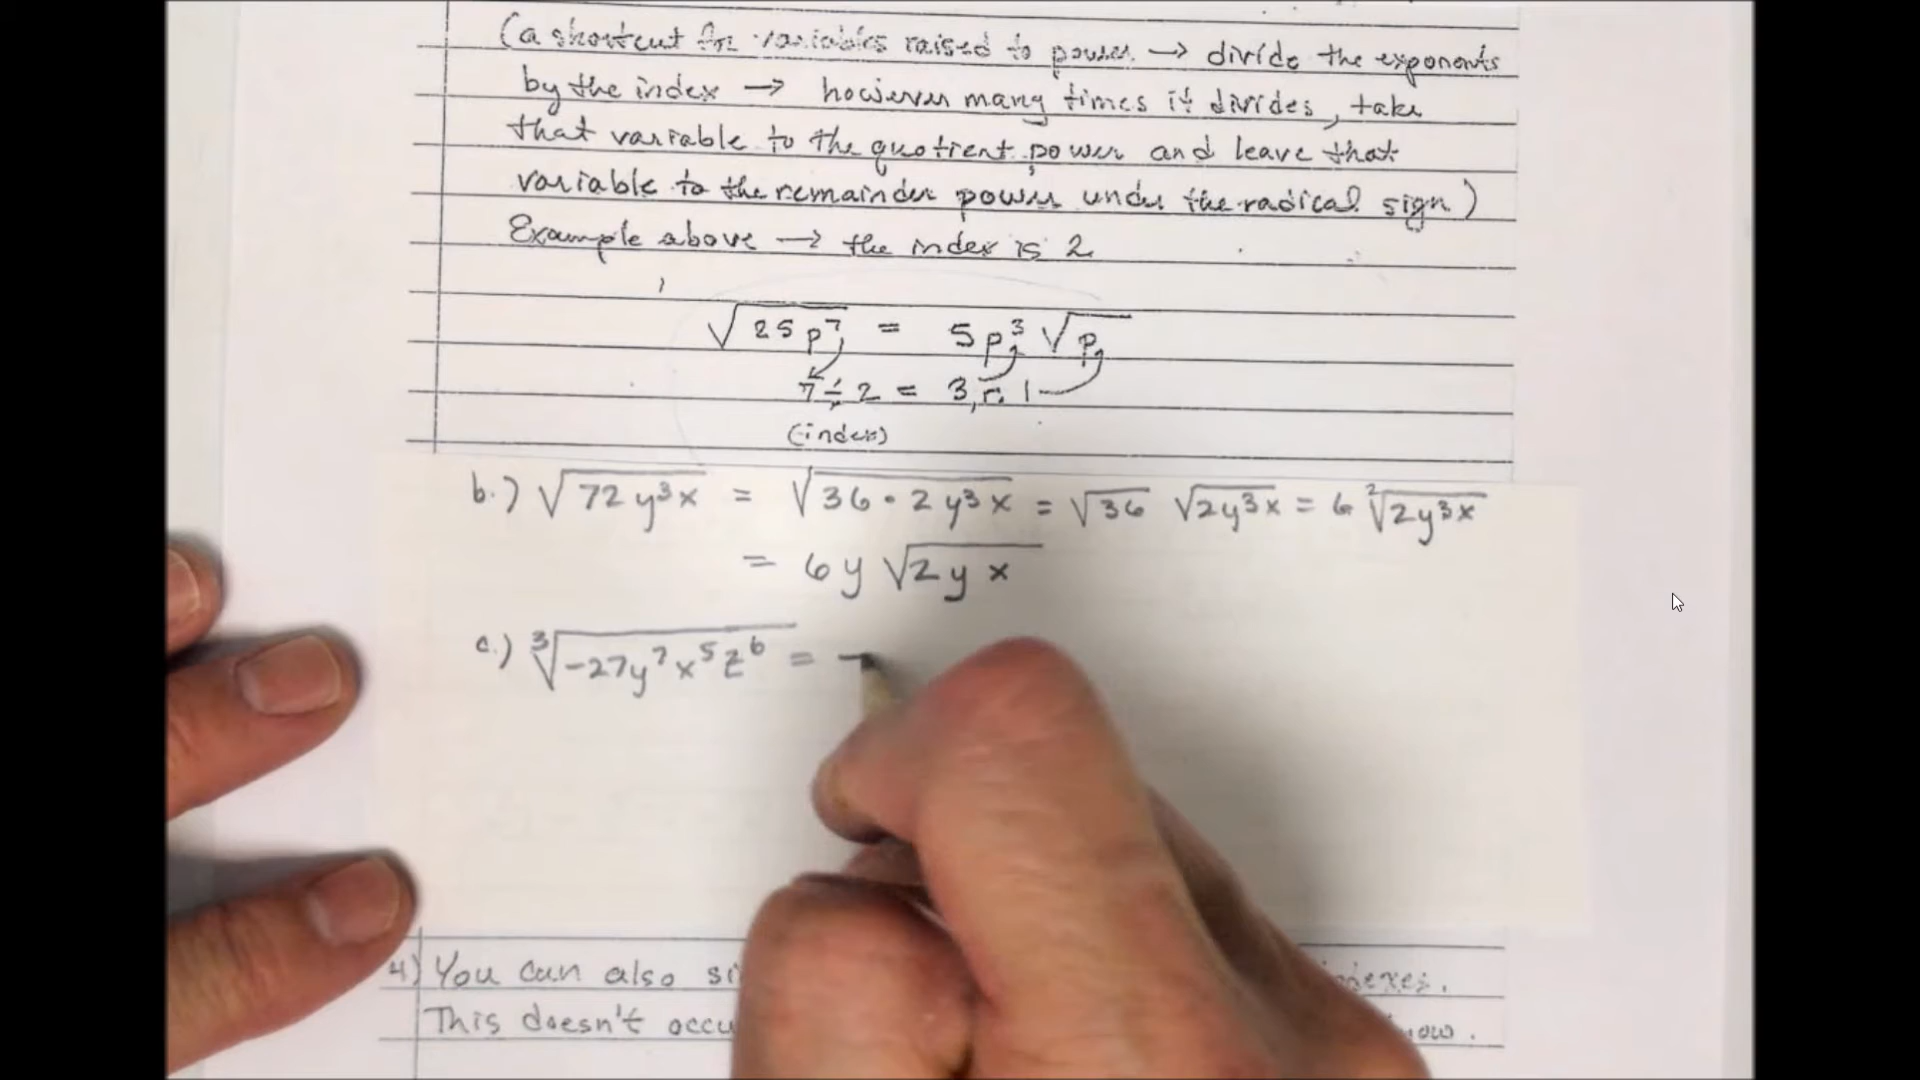 (a shortcut for variables raised to power → divide the exponents
by the index → however many times it divides, take
that variable to the quotient power and leave that
variable to the remainder power under the radical sign)
Example above → the index is 2
√25p⁷ = 5p³ √p
7 ÷ 2 = 3, r. 1
(index)
b.) √72y³x = √36 • 2y³x = √36 √2y³x = 6 ²√2y³x
= 6y √2yx
c.) ³√-27y⁷x⁵z⁶ = -
4) You can also indexes.
This doesn't